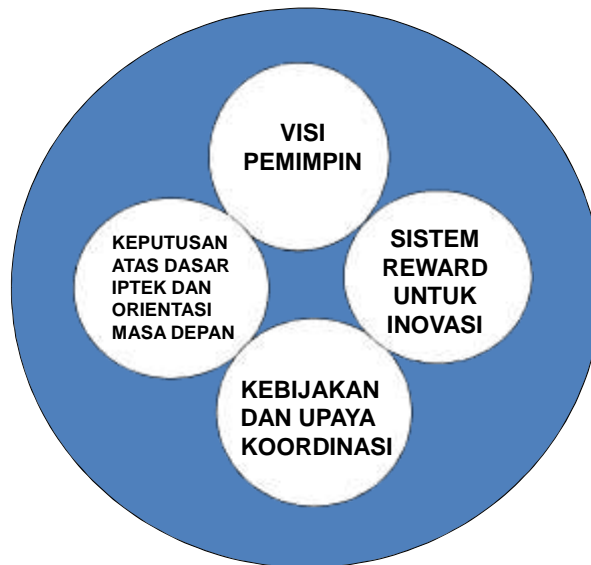 VISI
PEMIMPIN
KEPUTUSAN
ATAS DASAR
IPTEK DAN
ORIENTASI
MASA DEPAN
SISTEM
REWARD
UNTUK
INOVASI
KEBIJAKAN
DAN UPAYA
KOORDINASI